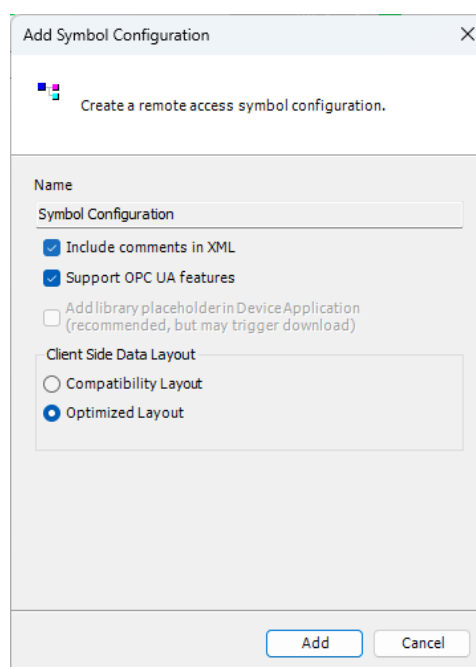 Add Symbol Configuration
Create a remote access symbol configuration.
Name
Symbol Configuration
Include comments in XML
Support OPC UA features
Add library placeholder in Device Application
(recommended, but may trigger download)
Client Side Data Layout
Compatibility Layout
Optimized Layout
Add
Cancel